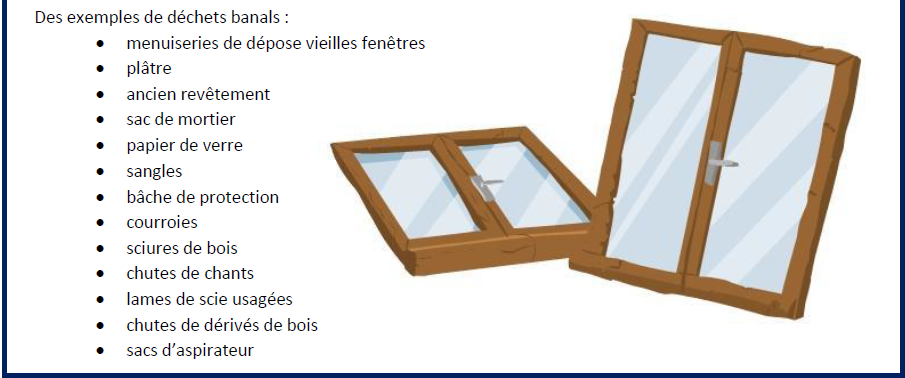 Des exemples de déchets banals :
• menuiseries de dépose vieilles fenêtres
• plâtre
• ancien revêtement
• sac de mortier
• papier de verre
• sangles
• bâche de protection
• courroies
• sciures de bois
• chutes de chants
• lames de scie usagées
• chutes de dérivés de bois
• sacs d’aspirateur